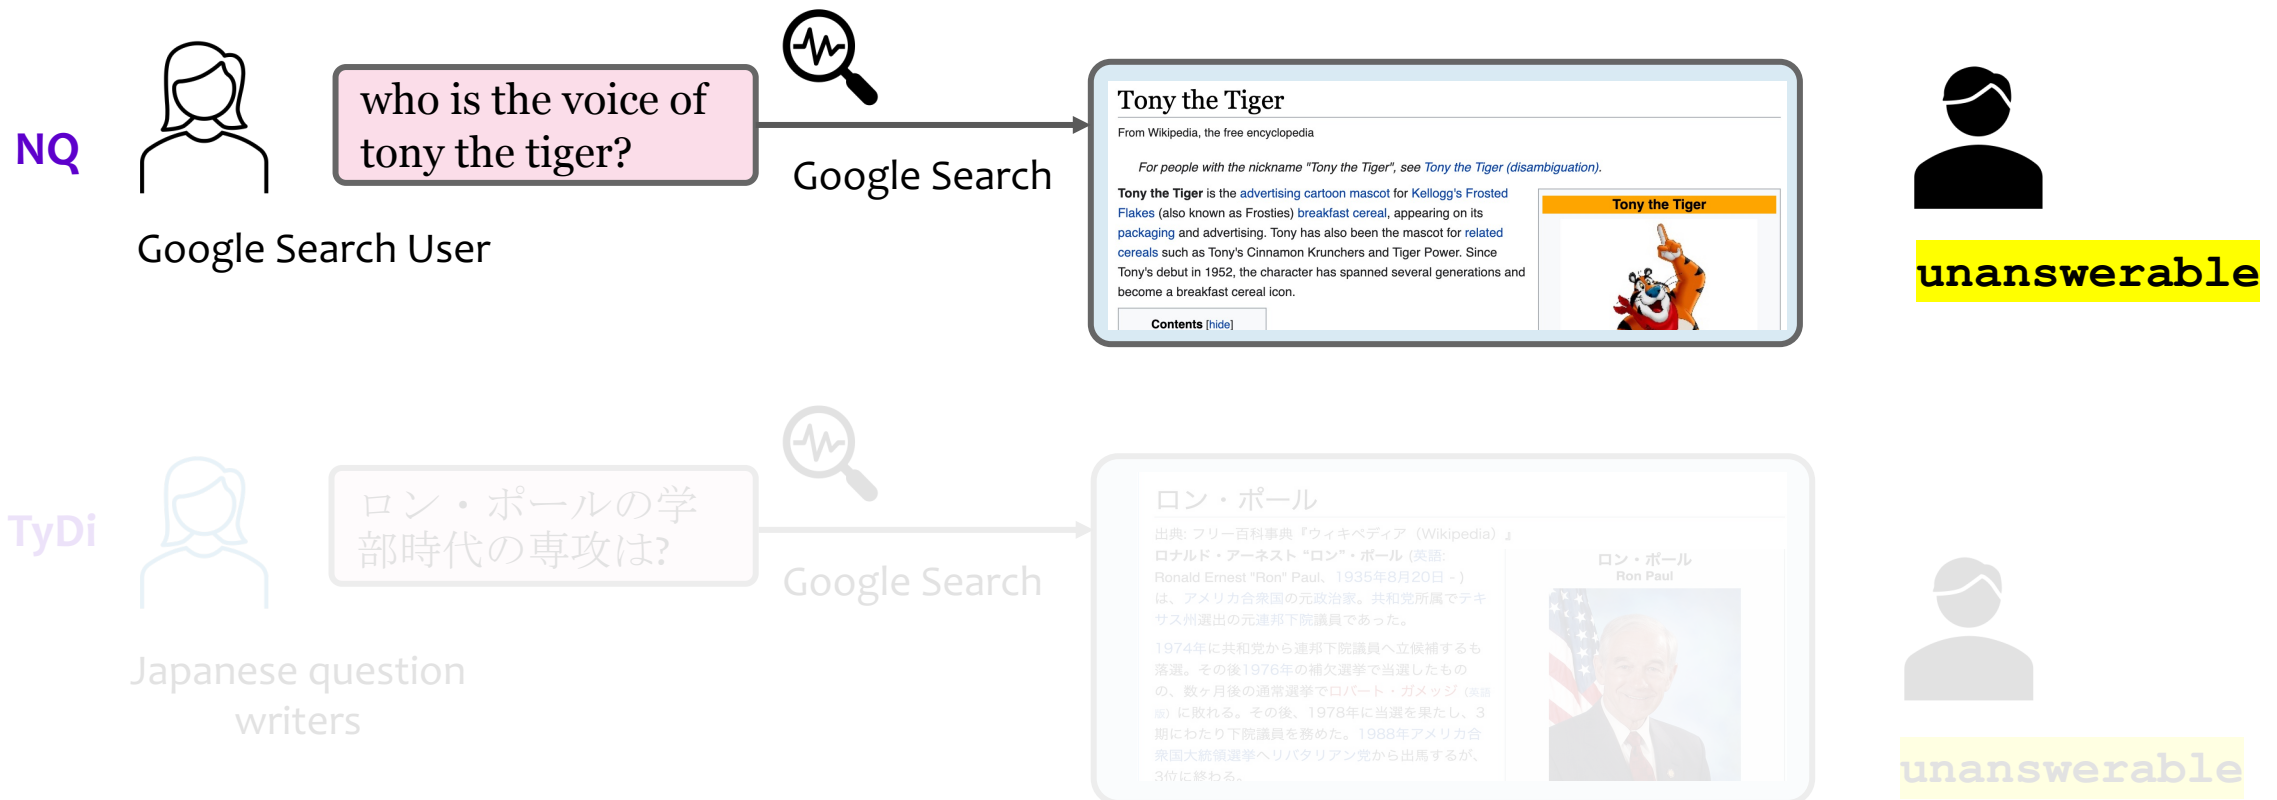 NQ
who is the voice of
tony the tiger?
Google Search User
Google Search
Tony the Tiger
From Wikipedia, the free encyclopedia
For people with the nickname "Tony the Tiger", see Tony the Tiger (disambiguation).
Tony the Tiger is the advertising cartoon mascot for Kellogg's Frosted
Flakes (also known as Frosties) breakfast cereal, appearing on its
packaging and advertising. Tony has also been the mascot for related
cereals such as Tony's Cinnamon Krunchers and Tiger Power. Since
Tony's debut in 1952, the character has spanned several generations and
become a breakfast cereal icon.
Contents [hide]
Tony the Tiger
unanswerable
TyDi
ロン・ポールの学
部時代の専攻は?
Japanese question
writers
Google Search
ロン・ポール
出典: フリー百科事典『ウィキペディア（Wikipedia）』
ロナルド・アーネスト “ロン”・ポール (英語:
Ronald Ernest "Ron" Paul、1935年8月20日 - )
は、アメリカ合衆国の元政治家。共和党所属でテキ
サス州選出の元連邦下院議員であった。
1974年に共和党から連邦下院議員へ立候補するも
落選。その後1976年の補欠選挙で当選したもの
の、数ヶ月後の通常選挙でロバート・ガメッジ (英語
版) に敗れる。その後、1978年に当選を果たし、3
期にわたり下院議員を務めた。1988年アメリカ合
衆国大統領選挙へリバタリアン党から出馬するが、
3位に終わる。
ロン・ポール
Ron Paul
unanswerable